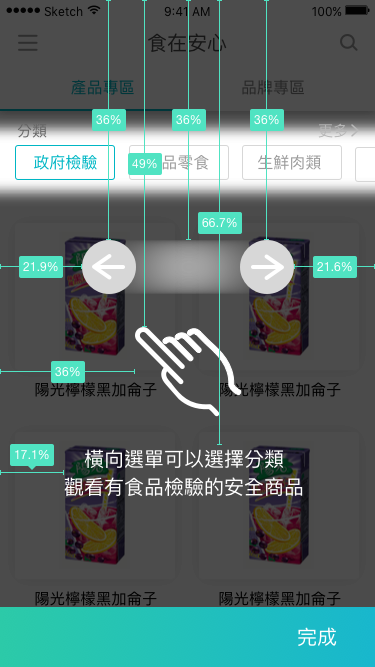 ●●●●● Sketch 9:41 AM 100%
食在安心
產品專區 品牌專區
36% 36% 36%
分類 更多
政府檢驗 品零食 生鮮肉類
49%
66.7%
21.9% 21.6%
36%
陽光檸檬黑加侖子 陽光檸檬黑加侖子
17.1%
橫向選單可以選擇分類
觀看有食品檢驗的安全商品
陽光檸檬黑加侖子 陽光檸檬黑加侖子
完成